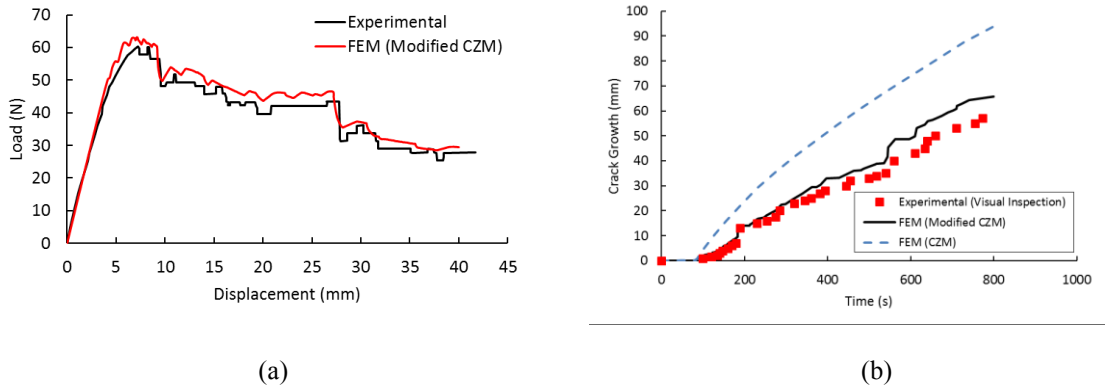 70
60
50
40
30
20
10
0
Load (N)
0 5 10 15 20 25 30 35 40 45
Displacement (mm)
Experimental
FEM (Modified CZM)
(a)
100
90
80
70
60
50
40
30
20
10
0
Crack Growth (mm)
0 200 400 600 800 1000
Time (s)
Experimental (Visual Inspection)
FEM (Modified CZM)
FEM (CZM)
(b)